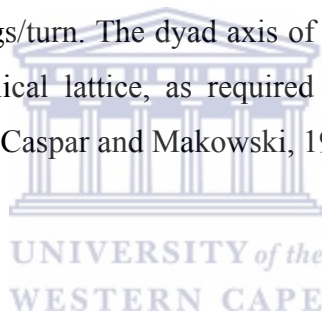 gs/turn. The dyad axis of
ical lattice, as required
Caspar and Makowski, 19
UNIVERSITY of the
WESTERN CAPE